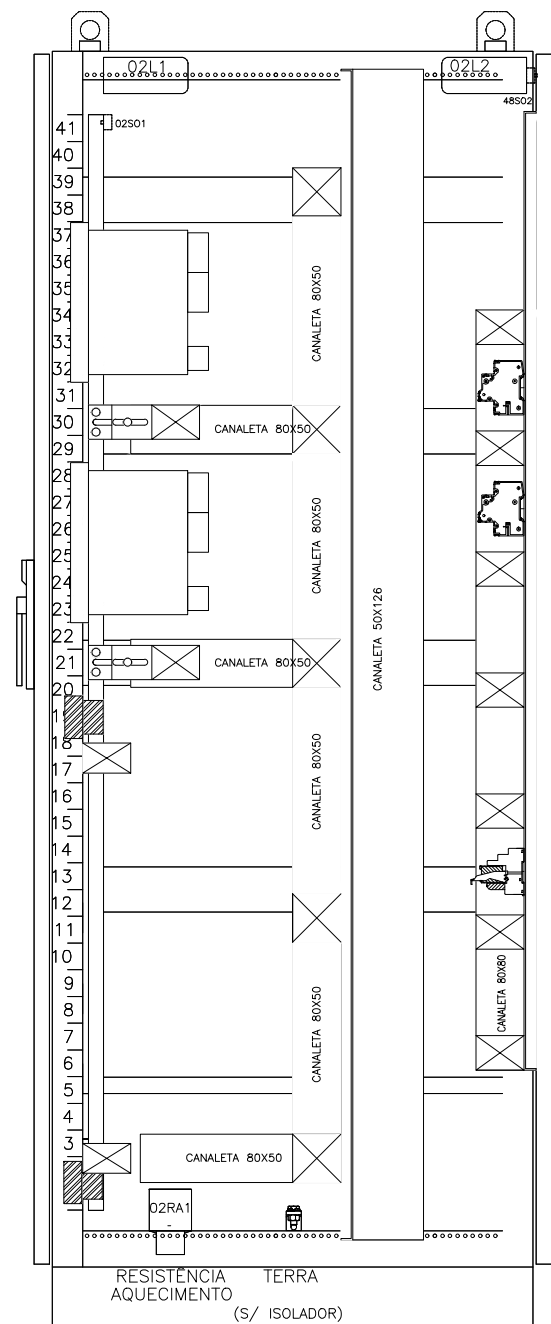 02L1
02L2
48S02
02S01
41
40
39
38
37
36
35
34
33
32
31
30
29
28
27
26
25
24
23
22
21
20
19
18
17
16
15
14
13
12
11
10
9
8
7
6
5
4
3
CANALETA 80X50
CANALETA 80X50
CANALETA 80X50
CANALETA 50X126
CANALETA 80X50
CANALETA 80X50
CANALETA 80X50
CANALETA 80X80
CANALETA 80X50
02RA1
-
RESISTÊNCIA
AQUECIMENTO
TERRA
(S/ ISOLADOR)